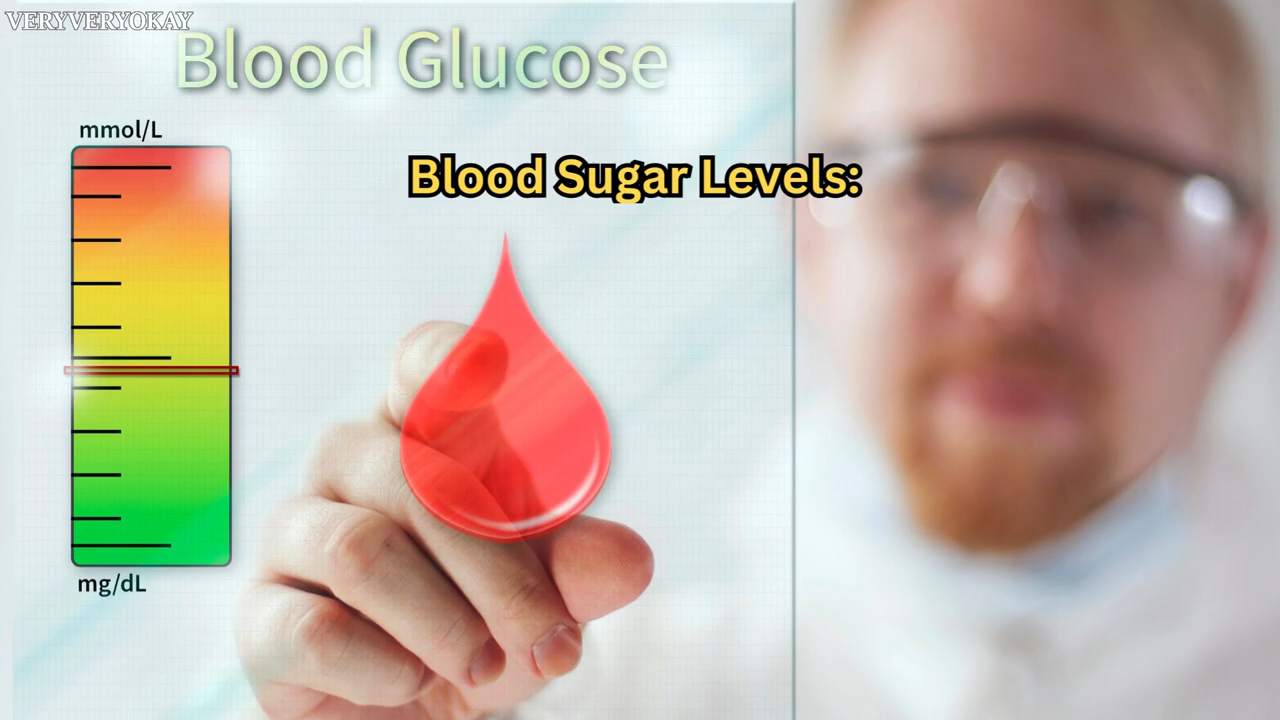 VERYVERYOKAY
Blood Glucose
mmol/L
Blood Sugar Levels:
mg/dL